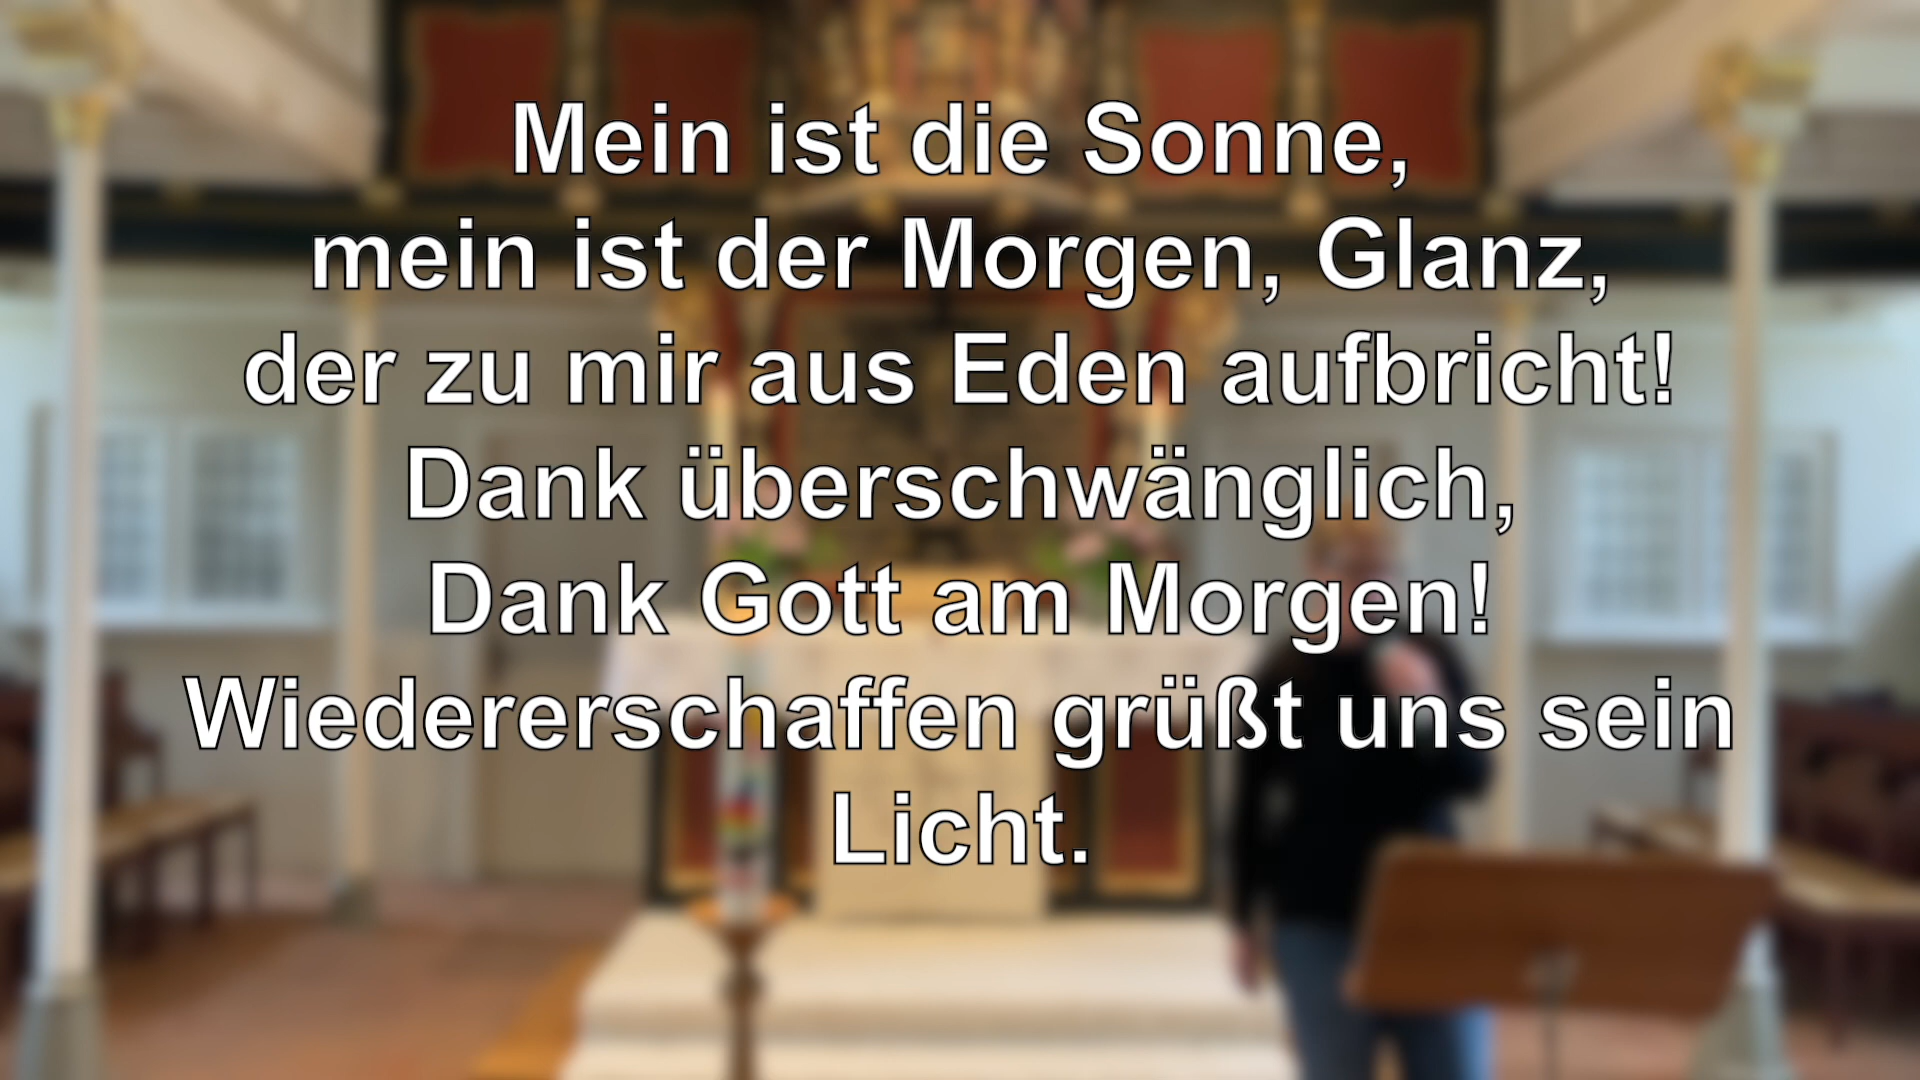 Mein ist die Sonne,
mein ist der Morgen, Glanz,
der zu mir aus Eden aufbricht!
Dank überschwänglich,
Dank Gott am Morgen!
Wiedererschaffen grüßt uns sein
Licht.